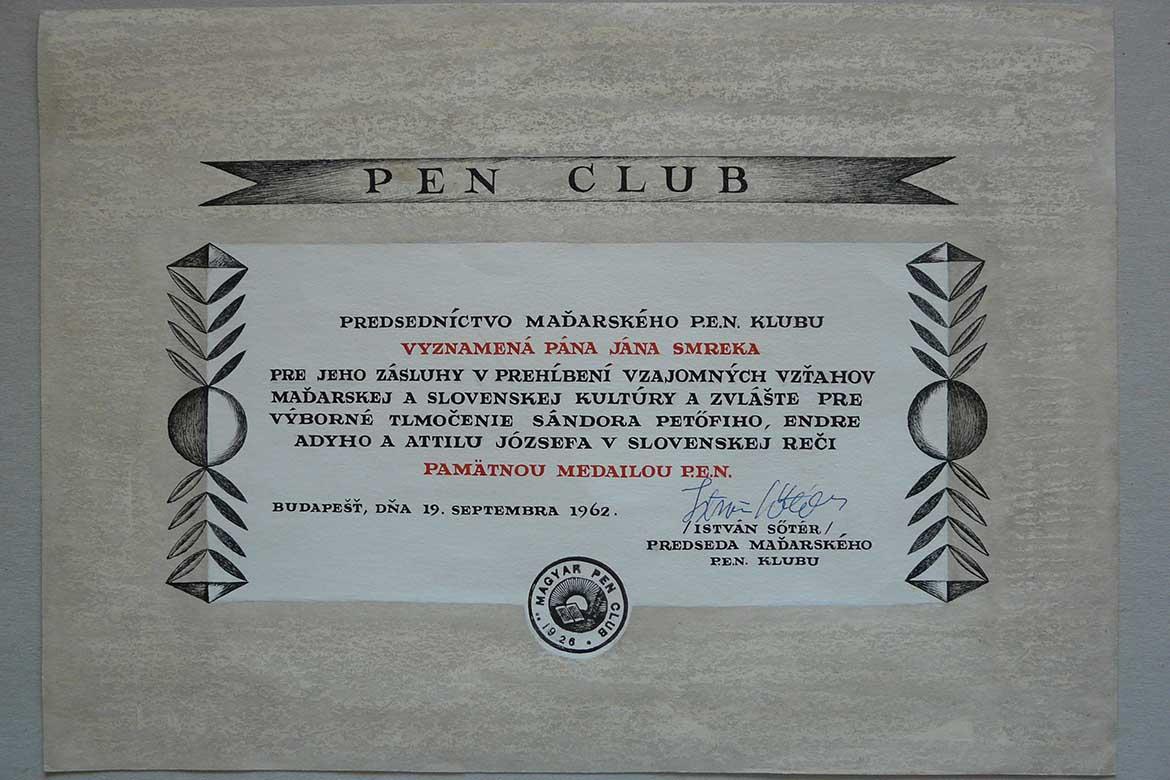 PEN CLUB
PREDSEDNÍCTVO MAĎARSKÉHO P.E.N. KLUBU
VYZNAMENÁ PÁNA JÁNA SMREKA
PRE JEHO ZÁSLUHY V PREHĹBENÍ VZAJOMNÝCH VZŤAHOV
MAĎARSKEJ A SLOVENSKEJ KULTÚRY A ZVLÁŠTE PRE
VÝBORNÉ TLMOČENIE SÁNDORA PETŐFIHO, ENDRE
ADYHO A ATTILU JÓZSEFA V SLOVENSKEJ REČI
PAMÄTNOU MEDAILOU P.E.N.
BUDAPEŠŤ, DŇA 19. SEPTEMBRA 1962.
/ISTVÁN SŐTÉR/
PREDSEDA MAĎARSKÉHO
P.E.N. KLUBU
MAGYAR PEN CLUB
1926